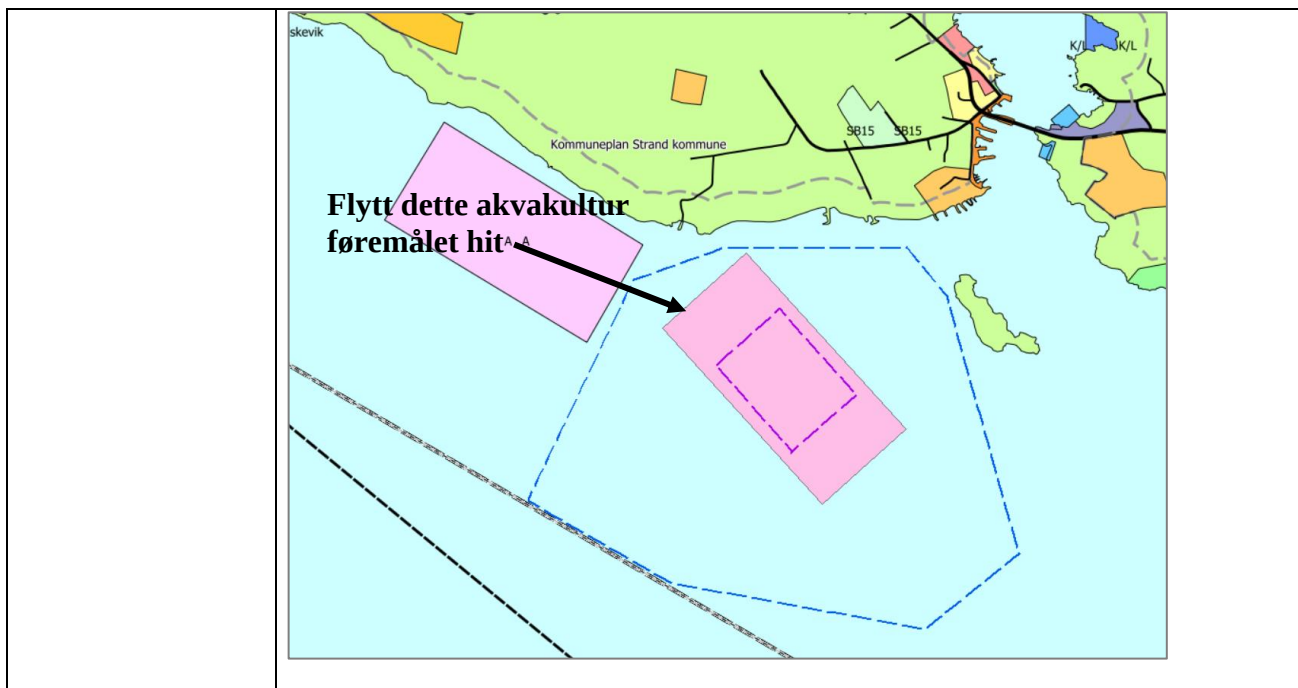 skevik
K/L K/L
SB15 SB15
Kommuneplan Strand kommune
Flytt dette akvakultur
føremålet hit
A A